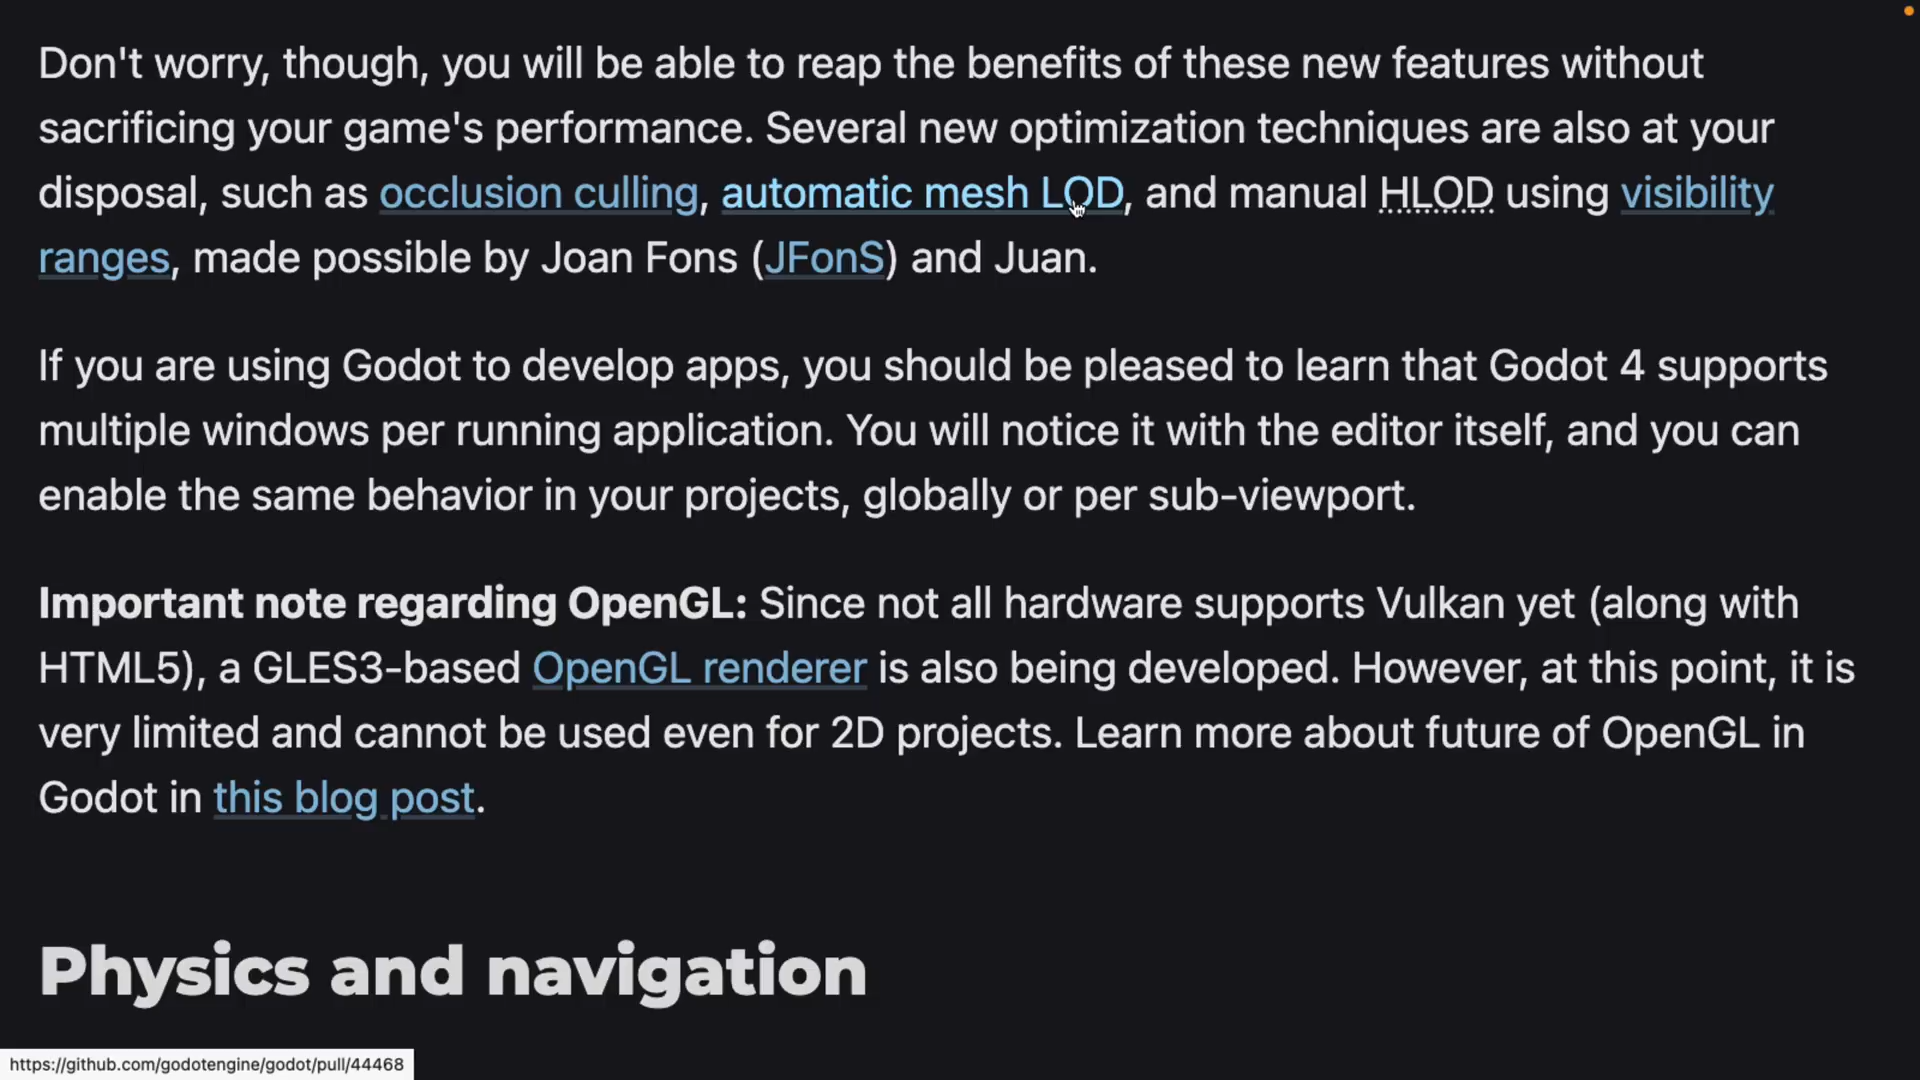 Don't worry, though, you will be able to reap the benefits of these new features without
sacrificing your game's performance. Several new optimization techniques are also at your
disposal, such as occlusion culling, automatic mesh LOD, and manual HLOD using visibility
ranges, made possible by Joan Fons (JFonS) and Juan.
If you are using Godot to develop apps, you should be pleased to learn that Godot 4 supports
multiple windows per running application. You will notice it with the editor itself, and you can
enable the same behavior in your projects, globally or per sub-viewport.
Important note regarding OpenGL: Since not all hardware supports Vulkan yet (along with
HTML5), a GLES3-based OpenGL renderer is also being developed. However, at this point, it is
very limited and cannot be used even for 2D projects. Learn more about future of OpenGL in
Godot in this blog post.
Physics and navigation
https://github.com/godotengine/godot/pull/44468